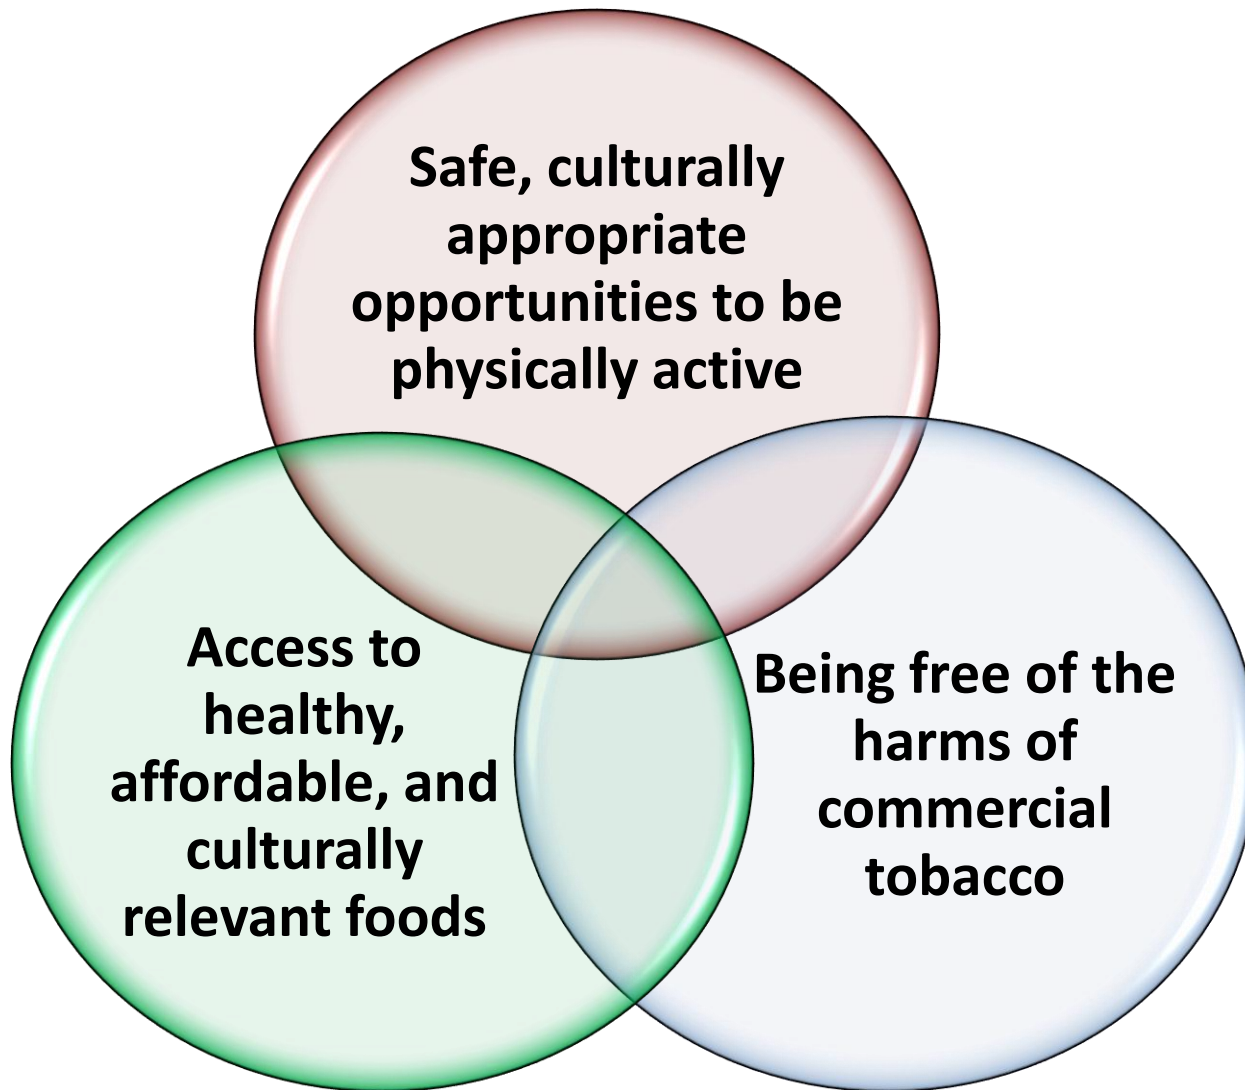 Safe, culturally
appropriate
opportunities to be
physically active
Access to
healthy,
affordable, and
culturally
relevant foods
Being free of the
harms of
commercial
tobacco